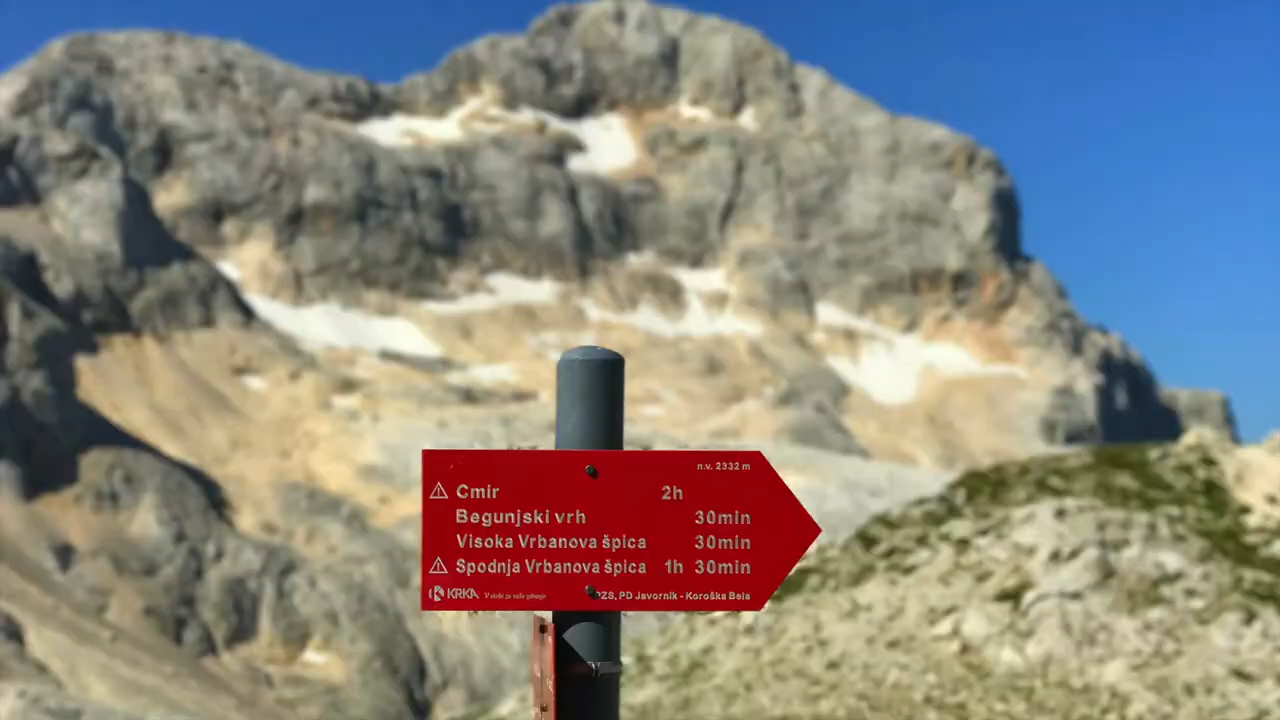 n.v. 2332 m
Cmir 2h
Begunjski vrh 30min
Visoka Vrbanova špica 30min
Spodnja Vrbanova špica 1h 30min
KRKA PZS, PD Javornik - Koroška Bela